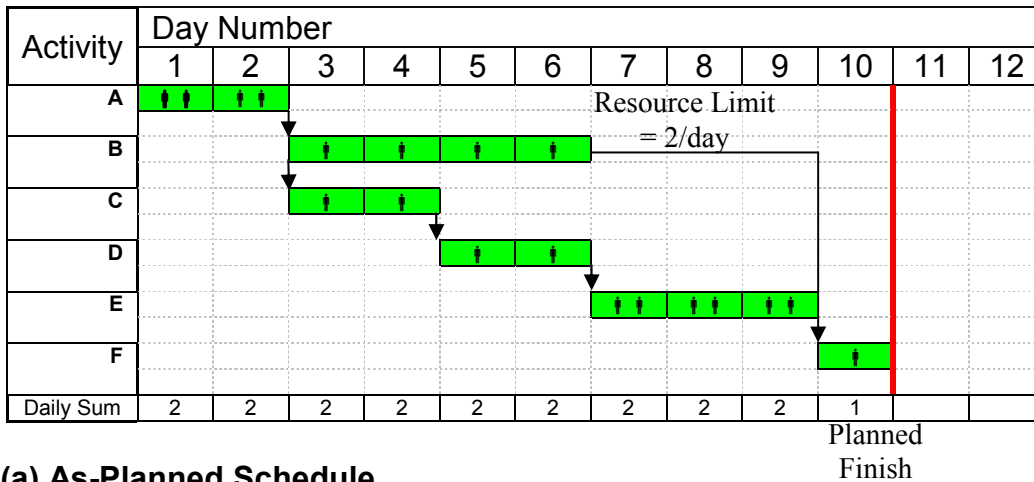 Activity Day Number
1 2 3 4 5 6 7 8 9 10 11 12
A Resource Limit
B = 2/day
C
D
E
F
Daily Sum 2 2 2 2 2 2 2 2 2 1
Planned
Finish
(a) As-Planned Schedule